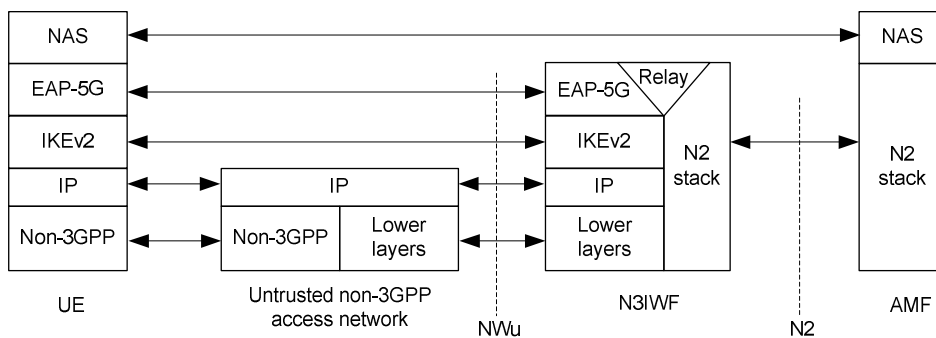 NAS
NAS
EAP-5G
EAP-5G
Relay
IKEv2
IKEv2
N2
stack
N2
stack
IP
IP
IP
Non-3GPP
Non-3GPP
Lower
layers
Lower
layers
UE
Untrusted non-3GPP
access network
NWu
N3IWF
N2
AMF